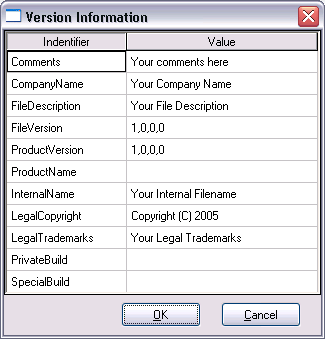 Version Information
Indentifier Value
Comments Your comments here
CompanyName Your Company Name
FileDescription Your File Description
FileVersion 1,0,0,0
ProductVersion 1,0,0,0
ProductName
InternalName Your Internal Filename
LegalCopyright Copyright (C) 2005
LegalTrademarks Your Legal Trademarks
PrivateBuild
SpecialBuild
OK Cancel